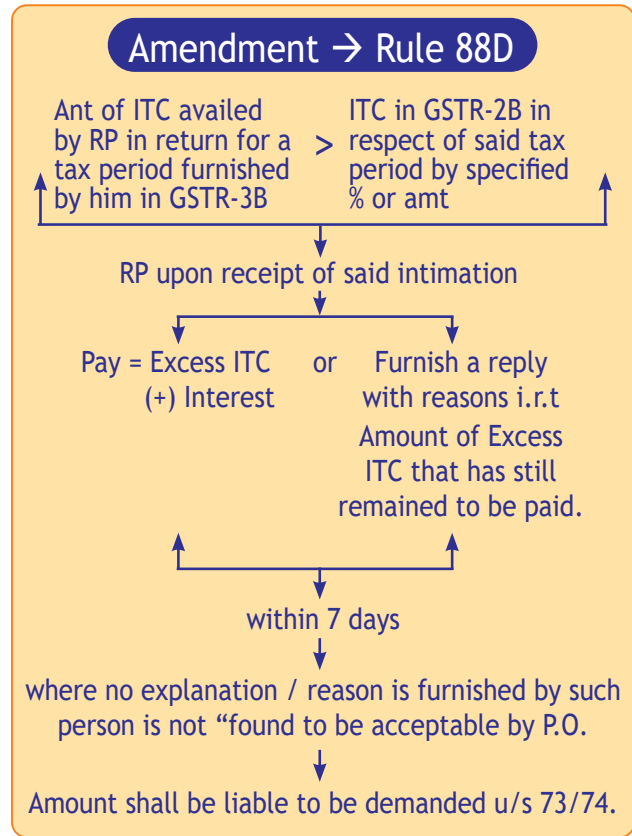 Amendment → Rule 88D
Ant of ITC availed
by RP in return for a
tax period furnished
by him in GSTR-3B
>
ITC in GSTR-2B in
respect of said tax
period by specified
% or amt
RP upon receipt of said intimation
Pay = Excess ITC
(+) Interest
or
Furnish a reply
with reasons i.r.t
Amount of Excess
ITC that has still
remained to be paid.
within 7 days
where no explanation / reason is furnished by such
person is not “found to be acceptable by P.O.
Amount shall be liable to be demanded u/s 73/74.